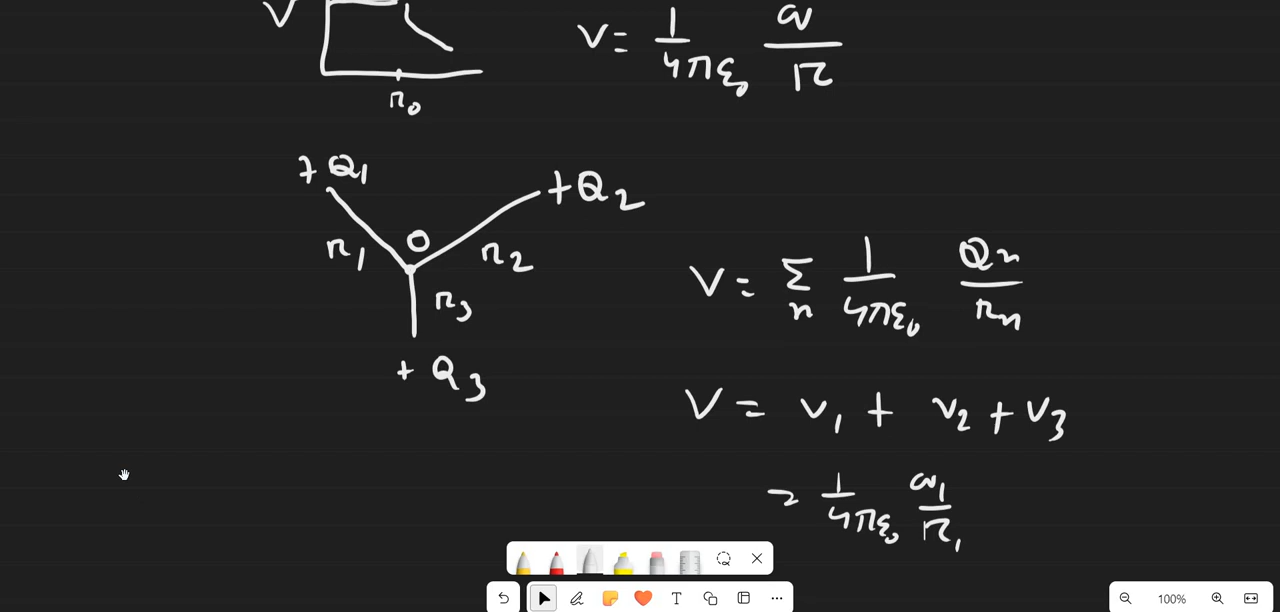 V
r₀
V = 1/4πε₀ Q/r
+Q₁
+Q₂
O
r₁
r₂
r₃
+Q₃
V = Σₙ 1/4πε₀ Qₙ/rₙ
V = V₁ + V₂ + V₃
= 1/4πε₀ Q₁/r₁
T
100%